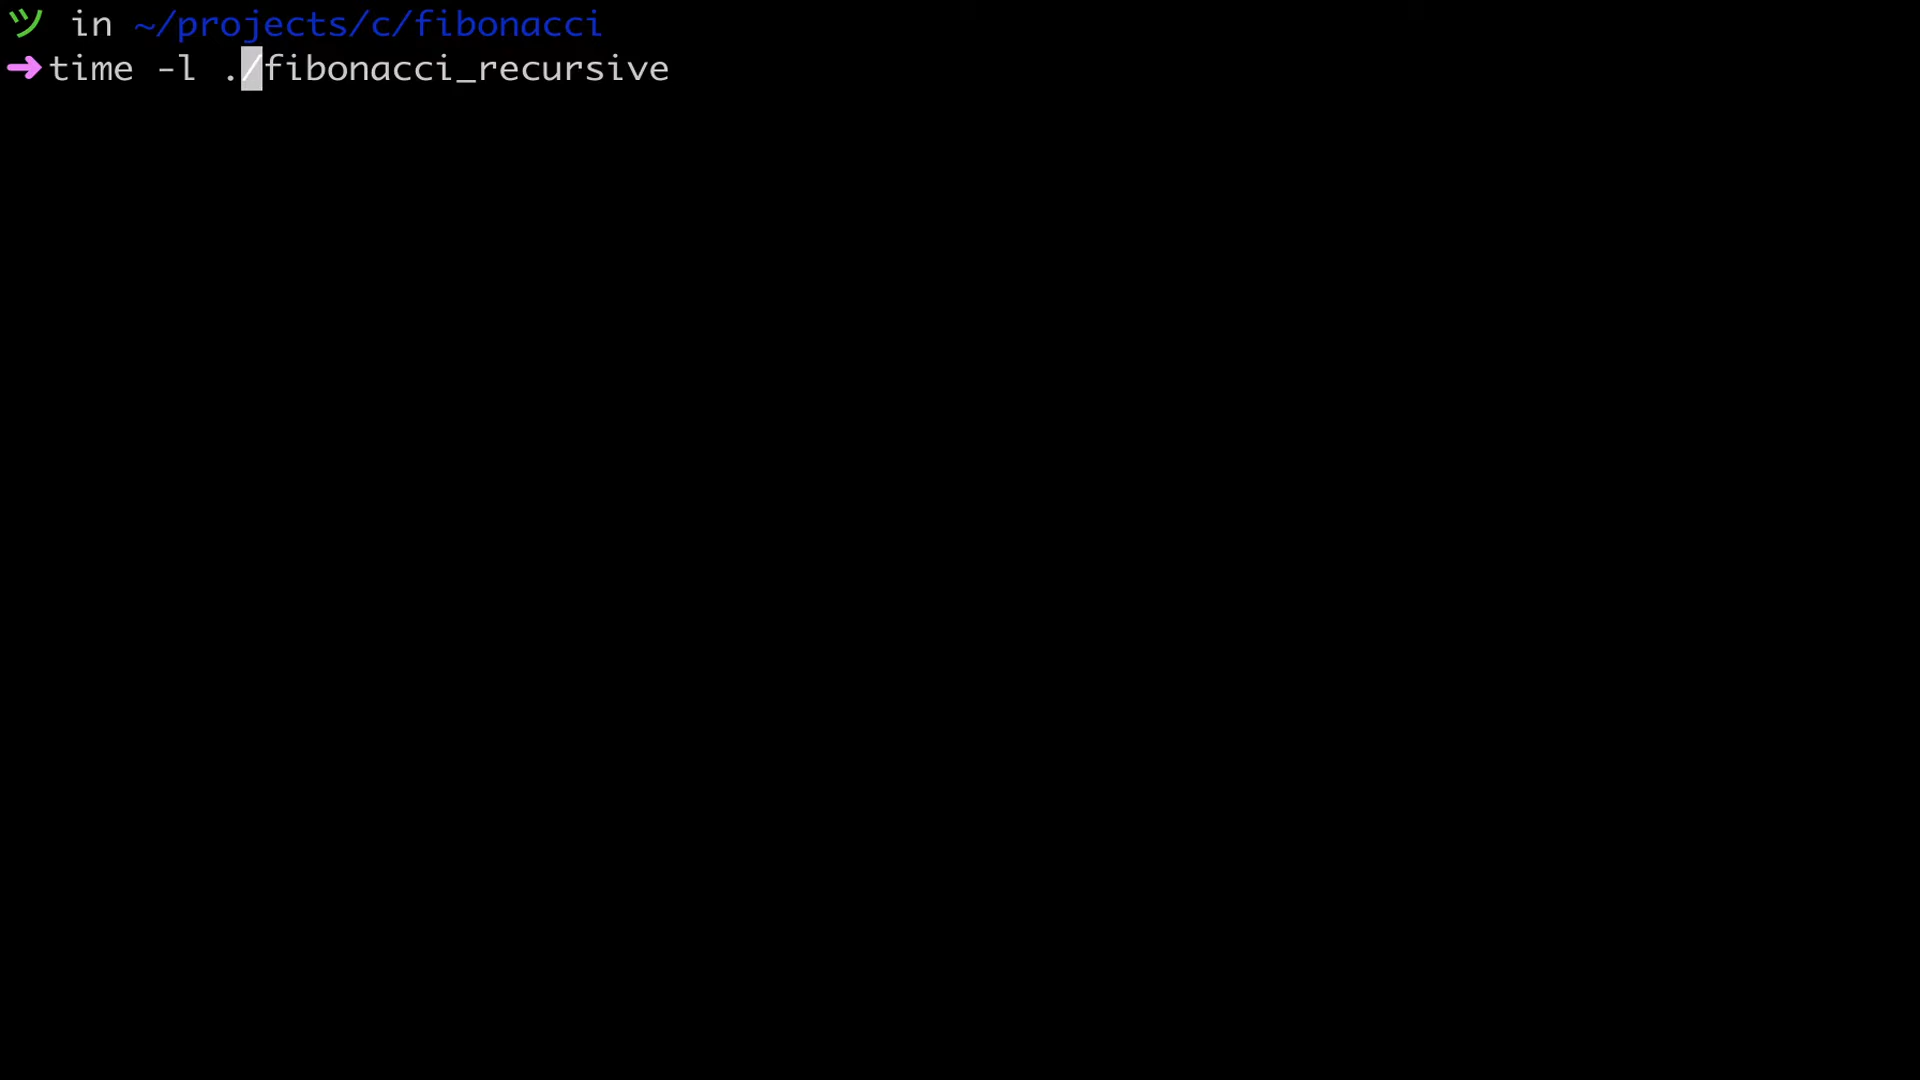 ツ in ~/projects/c/fibonacci
➜ time -l ./fibonacci_recursive